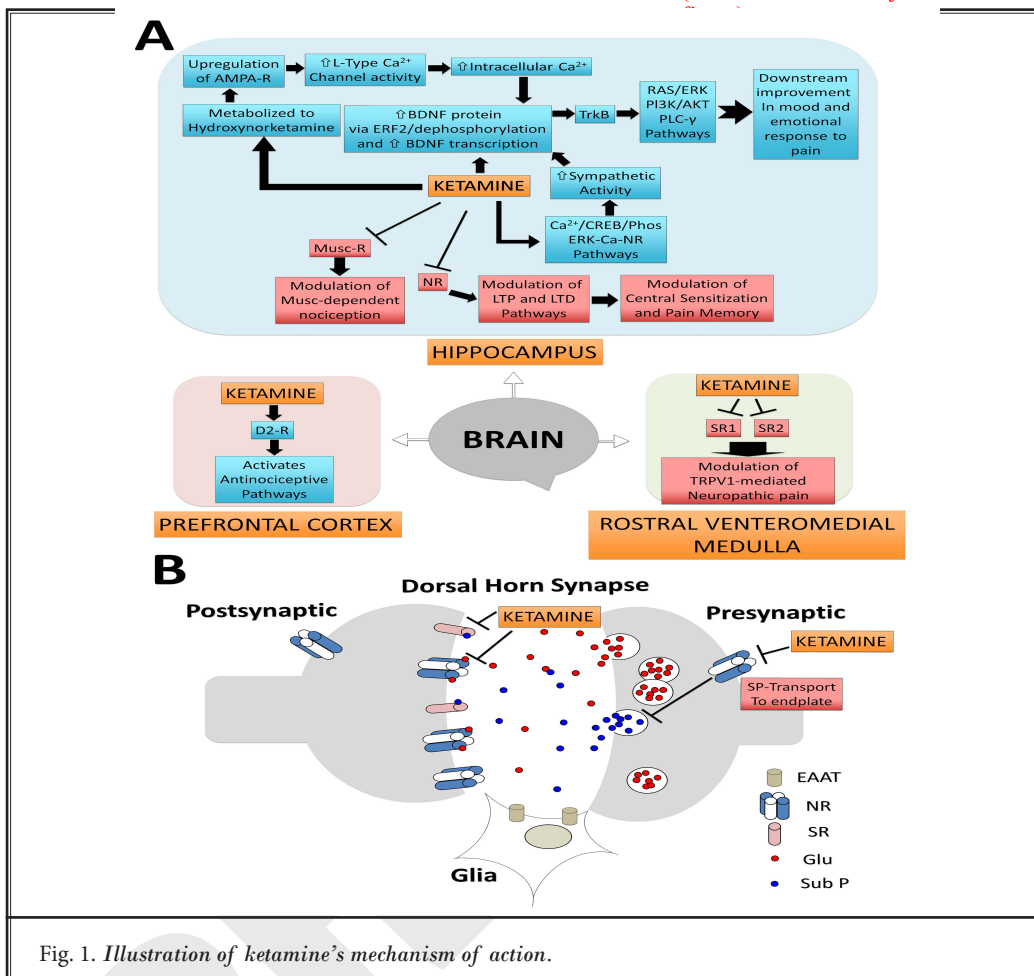 A
Upregulation
of AMPA-R
⇧L-Type Ca²⁺
Channel activity
⇧Intracellular Ca²⁺
Metabolized to
Hydroxynorketamine
⇧BDNF protein
via ERF2/dephosphorylation
and ⇧ BDNF transcription
TrkB
RAS/ERK
PI3K/AKT
PLC-γ
Pathways
Downstream
improvement
In mood and
emotional
response to
pain
KETAMINE
⇧Sympathetic
Activity
Ca²⁺/CREB/Phos
ERK-Ca-NR
Pathways
Musc-R
Modulation of
Musc-dependent
nociception
NR
Modulation of
LTP and LTD
Pathways
Modulation of
Central Sensitization
and Pain Memory
HIPPOCAMPUS
KETAMINE
D2-R
Activates
Antinociceptive
Pathways
PREFRONTAL CORTEX
BRAIN
KETAMINE
SR1
SR2
Modulation of
TRPV1-mediated
Neuropathic pain
ROSTRAL VENTEROMEDIAL
MEDULLA
B
Dorsal Horn Synapse
Postsynaptic
KETAMINE
Presynaptic
KETAMINE
SP-Transport
To endplate
Glia
EAAT
NR
SR
Glu
Sub P
Fig. 1. Illustration of ketamine's mechanism of action.